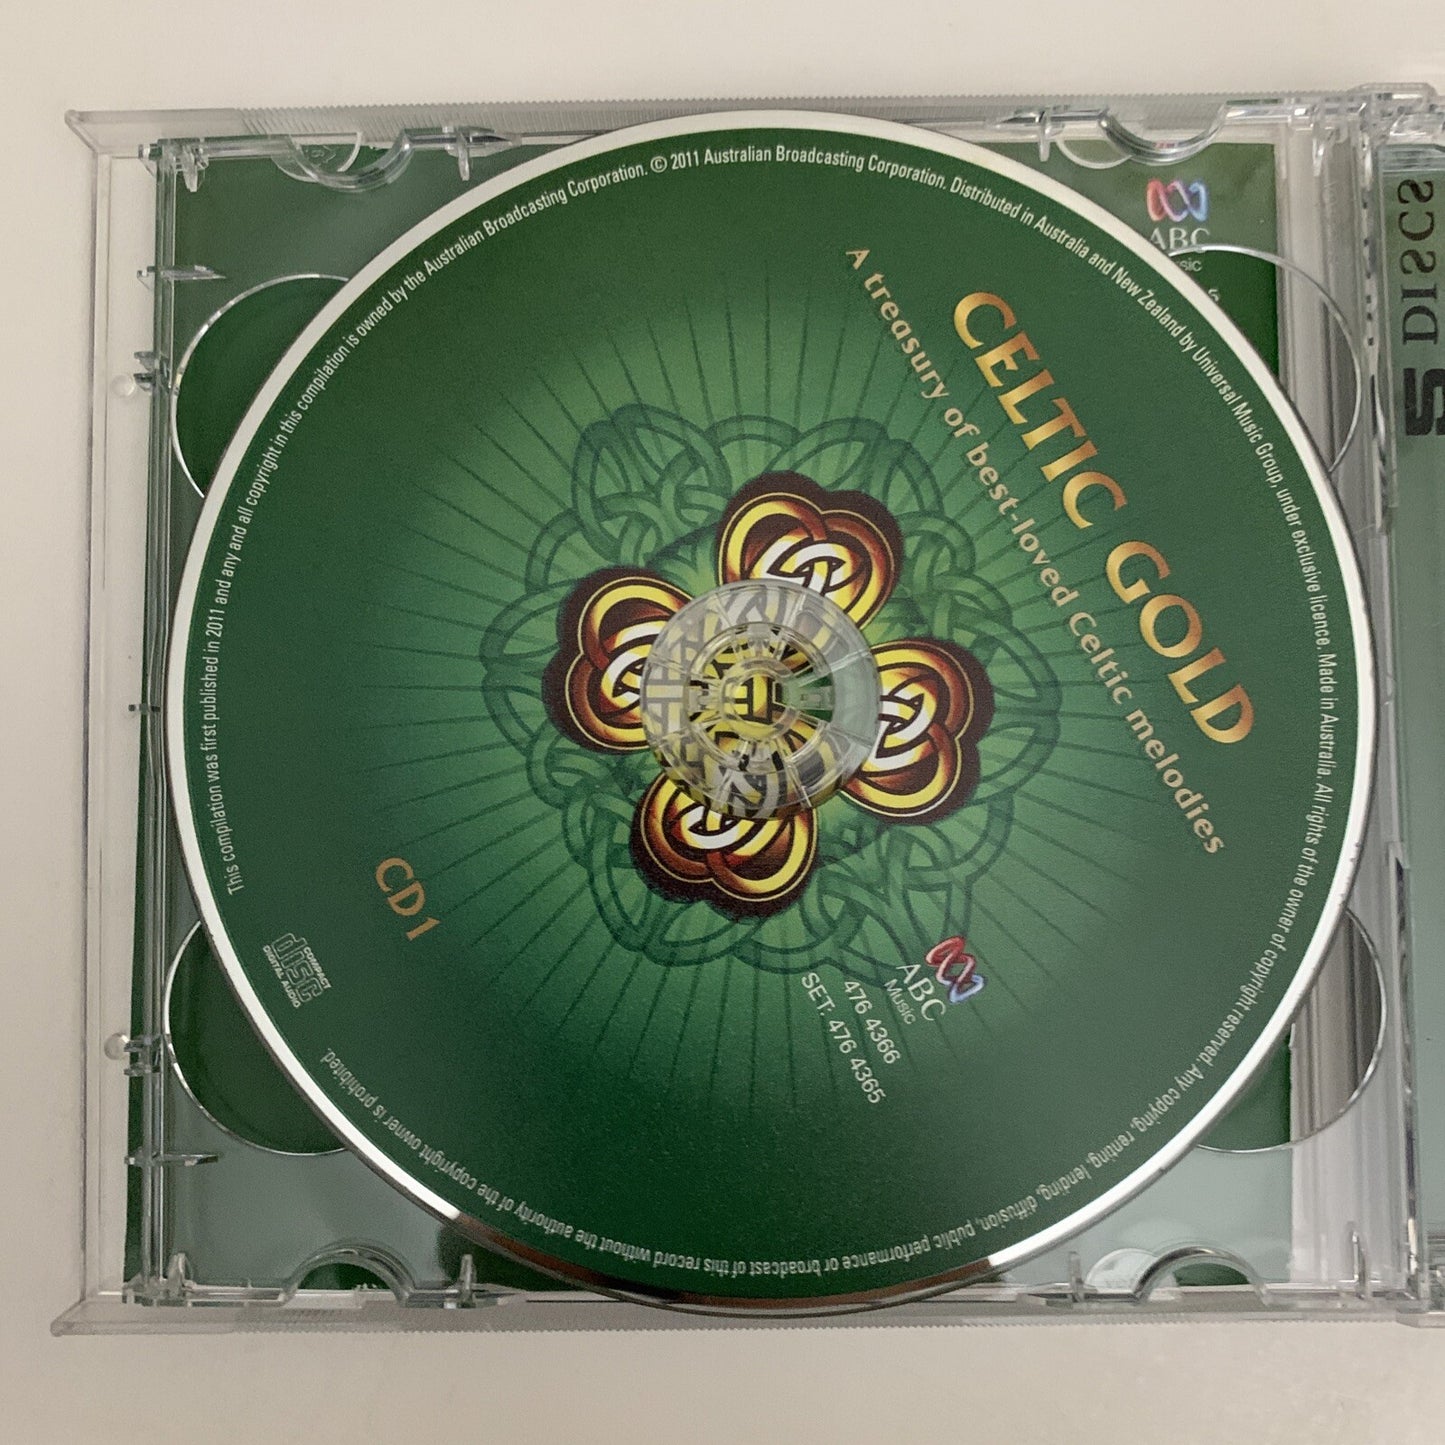 CELTIC GOLD
A treasury of best-loved Celtic melodies
CD1
COMPACT
disc
DIGITAL AUDIO
ABC
Music
476 4366
SET: 476 4365
This compilation was first published in 2011 and any and all copyright in this compilation is owned by the Australian Broadcasting Corporation. © 2011 Australian Broadcasting Corporation. Distributed in Australia and New Zealand by Universal Music Group, under exclusive licence. Made in Australia. All rights of the owner of copyright reserved. Any copying, renting, lending, diffusion, public performance or broadcast of this record without the authority of the copyright owner is prohibited.
ABC
DISCS